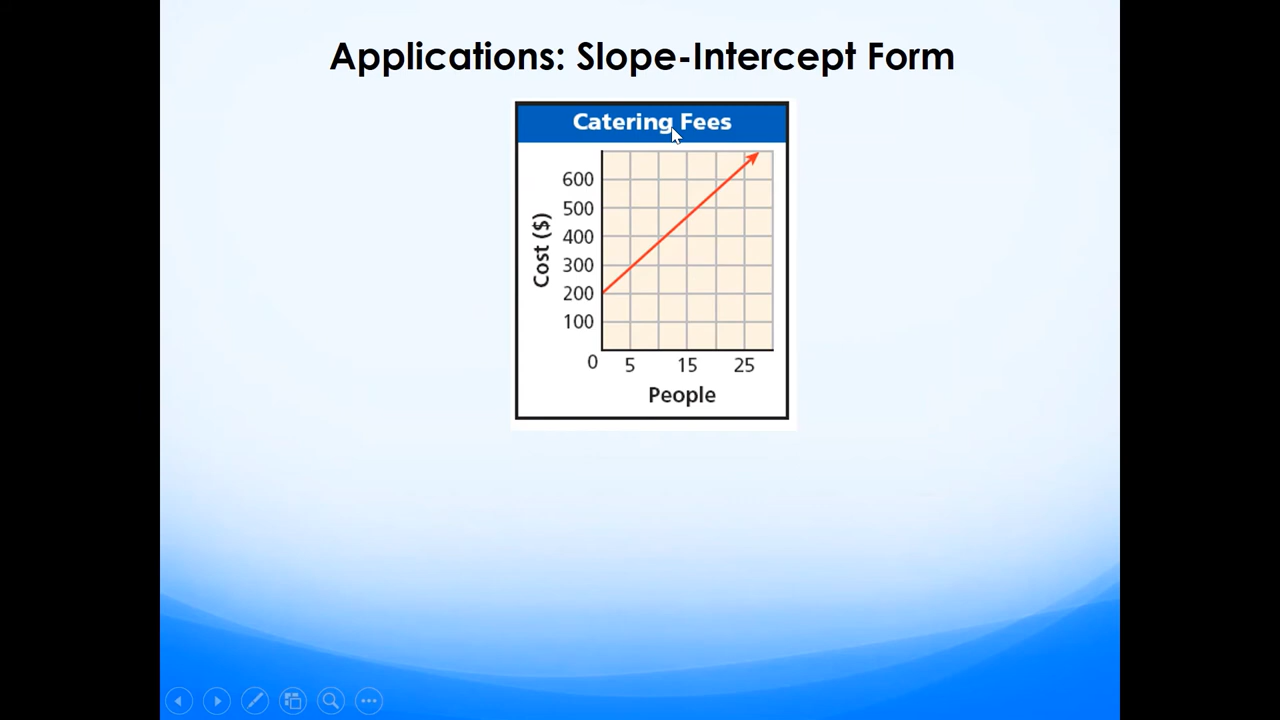 Applications: Slope-Intercept Form
Catering Fees
Cost ($)
600
500
400
300
200
100
0
5
15
25
People